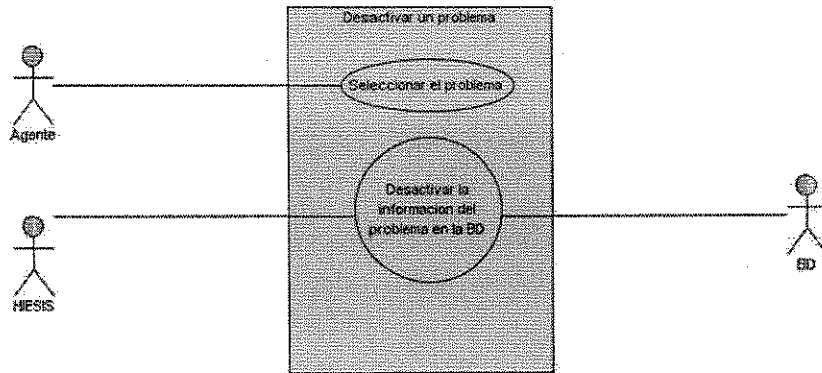 Desactivar un problema
Seleccionar el problema
Agente
Desactivar la
informacion del
problema en la BD
HIESIS
BD